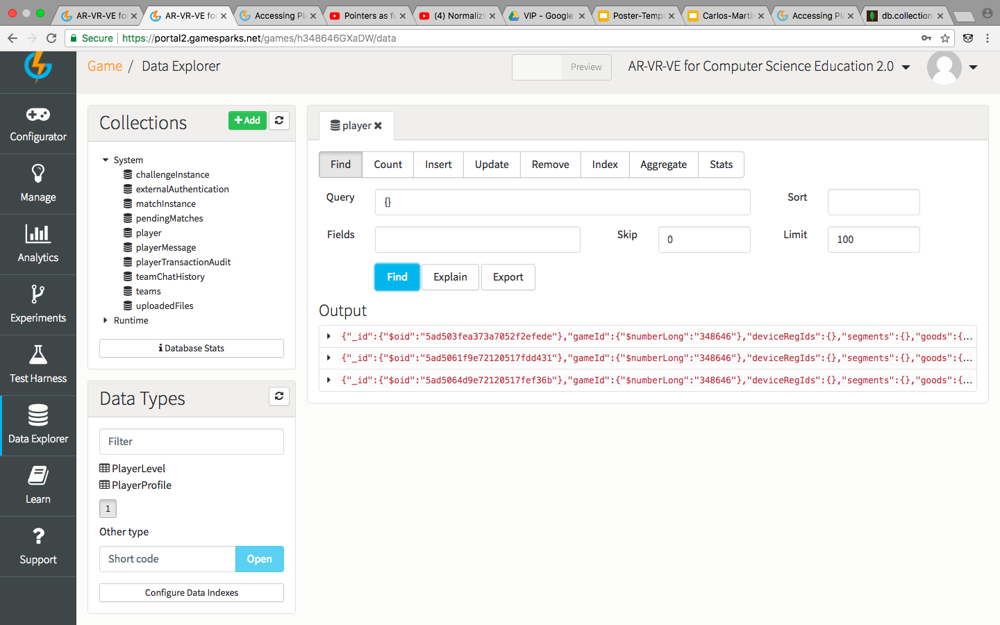 AR-VR-VE for
AR-VR-VE for
Accessing Pla
Pointers as fu
(4) Normalizi
VIP - Google
Poster-Templ
Carlos-Martin
Accessing Pla
db.collection.
Secure https://portal2.gamesparks.net/games/h348646GXaDW/data
Game / Data Explorer
Preview
AR-VR-VE for Computer Science Education 2.0
Configurator
Manage
Analytics
Experiments
Test Harness
Data Explorer
Learn
Support
Collections
Add
System
challengeInstance
externalAuthentication
matchInstance
pendingMatches
player
playerMessage
playerTransactionAudit
teamChatHistory
teams
uploadedFiles
Runtime
Database Stats
Data Types
Filter
PlayerLevel
PlayerProfile
1
Other type
Short code
Open
Configure Data Indexes
player
Find Count Insert Update Remove Index Aggregate Stats
Query {} Sort
Fields Skip 0 Limit 100
Find Explain Export
Output
{"_id":{"$oid":"5ad503fea373a7052f2efede"},"gameId":{"$numberLong":"348646"},"deviceRegIds":{},"segments":{},"goods":{...
{"_id":{"$oid":"5ad5061f9e72120517fdd431"},"gameId":{"$numberLong":"348646"},"deviceRegIds":{},"segments":{},"goods":{...
{"_id":{"$oid":"5ad5064d9e72120517fef36b"},"gameId":{"$numberLong":"348646"},"deviceRegIds":{},"segments":{},"goods":{...